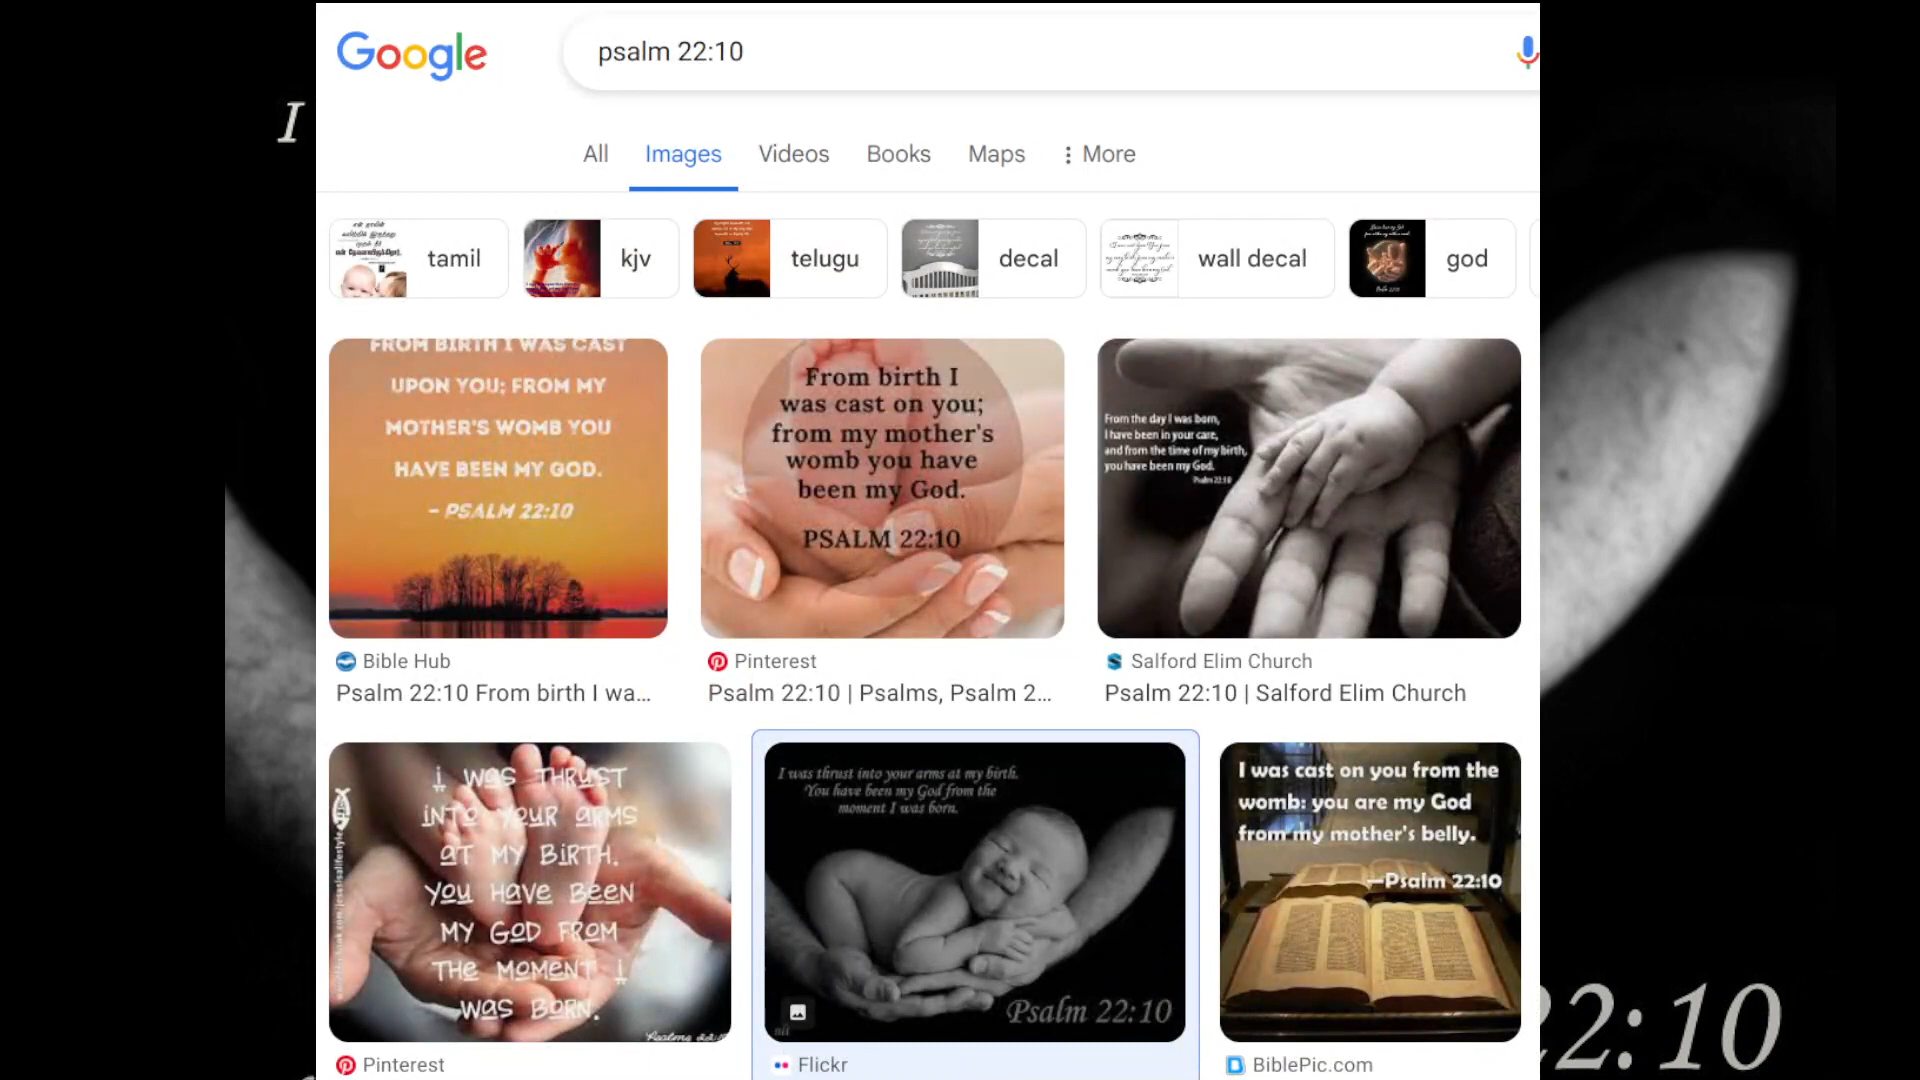 I
Google
psalm 22:10
All Images Videos Books Maps More
tamil
kjv
telugu
decal
wall decal
god
FROM BIRTH I WAS CAST
UPON YOU; FROM MY
MOTHER'S WOMB YOU
HAVE BEEN MY GOD.
- PSALM 22:10
From birth I
was cast on you;
from my mother's
womb you have
been my God.
PSALM 22:10
From the day I was born,
I have been in your care,
and from the time of my birth,
you have been my God.
Psalm 22:10
Bible Hub
Psalm 22:10 From birth I wa...
Pinterest
Psalm 22:10 | Psalms, Psalm 2...
Salford Elim Church
Psalm 22:10 | Salford Elim Church
I WAS THRUST
INTO YOUR ARMS
AT MY BIRTH.
YOU HAVE BEEN
MY GOD FROM
THE MOMENT I
WAS BORN.
I was thrust into your arms at my birth.
You have been my God from the
moment I was born.
Psalm 22:10
nlt
I was cast on you from the
womb: you are my God
from my mother's belly.
—Psalm 22:10
Pinterest
Flickr
BiblePic.com
22:10